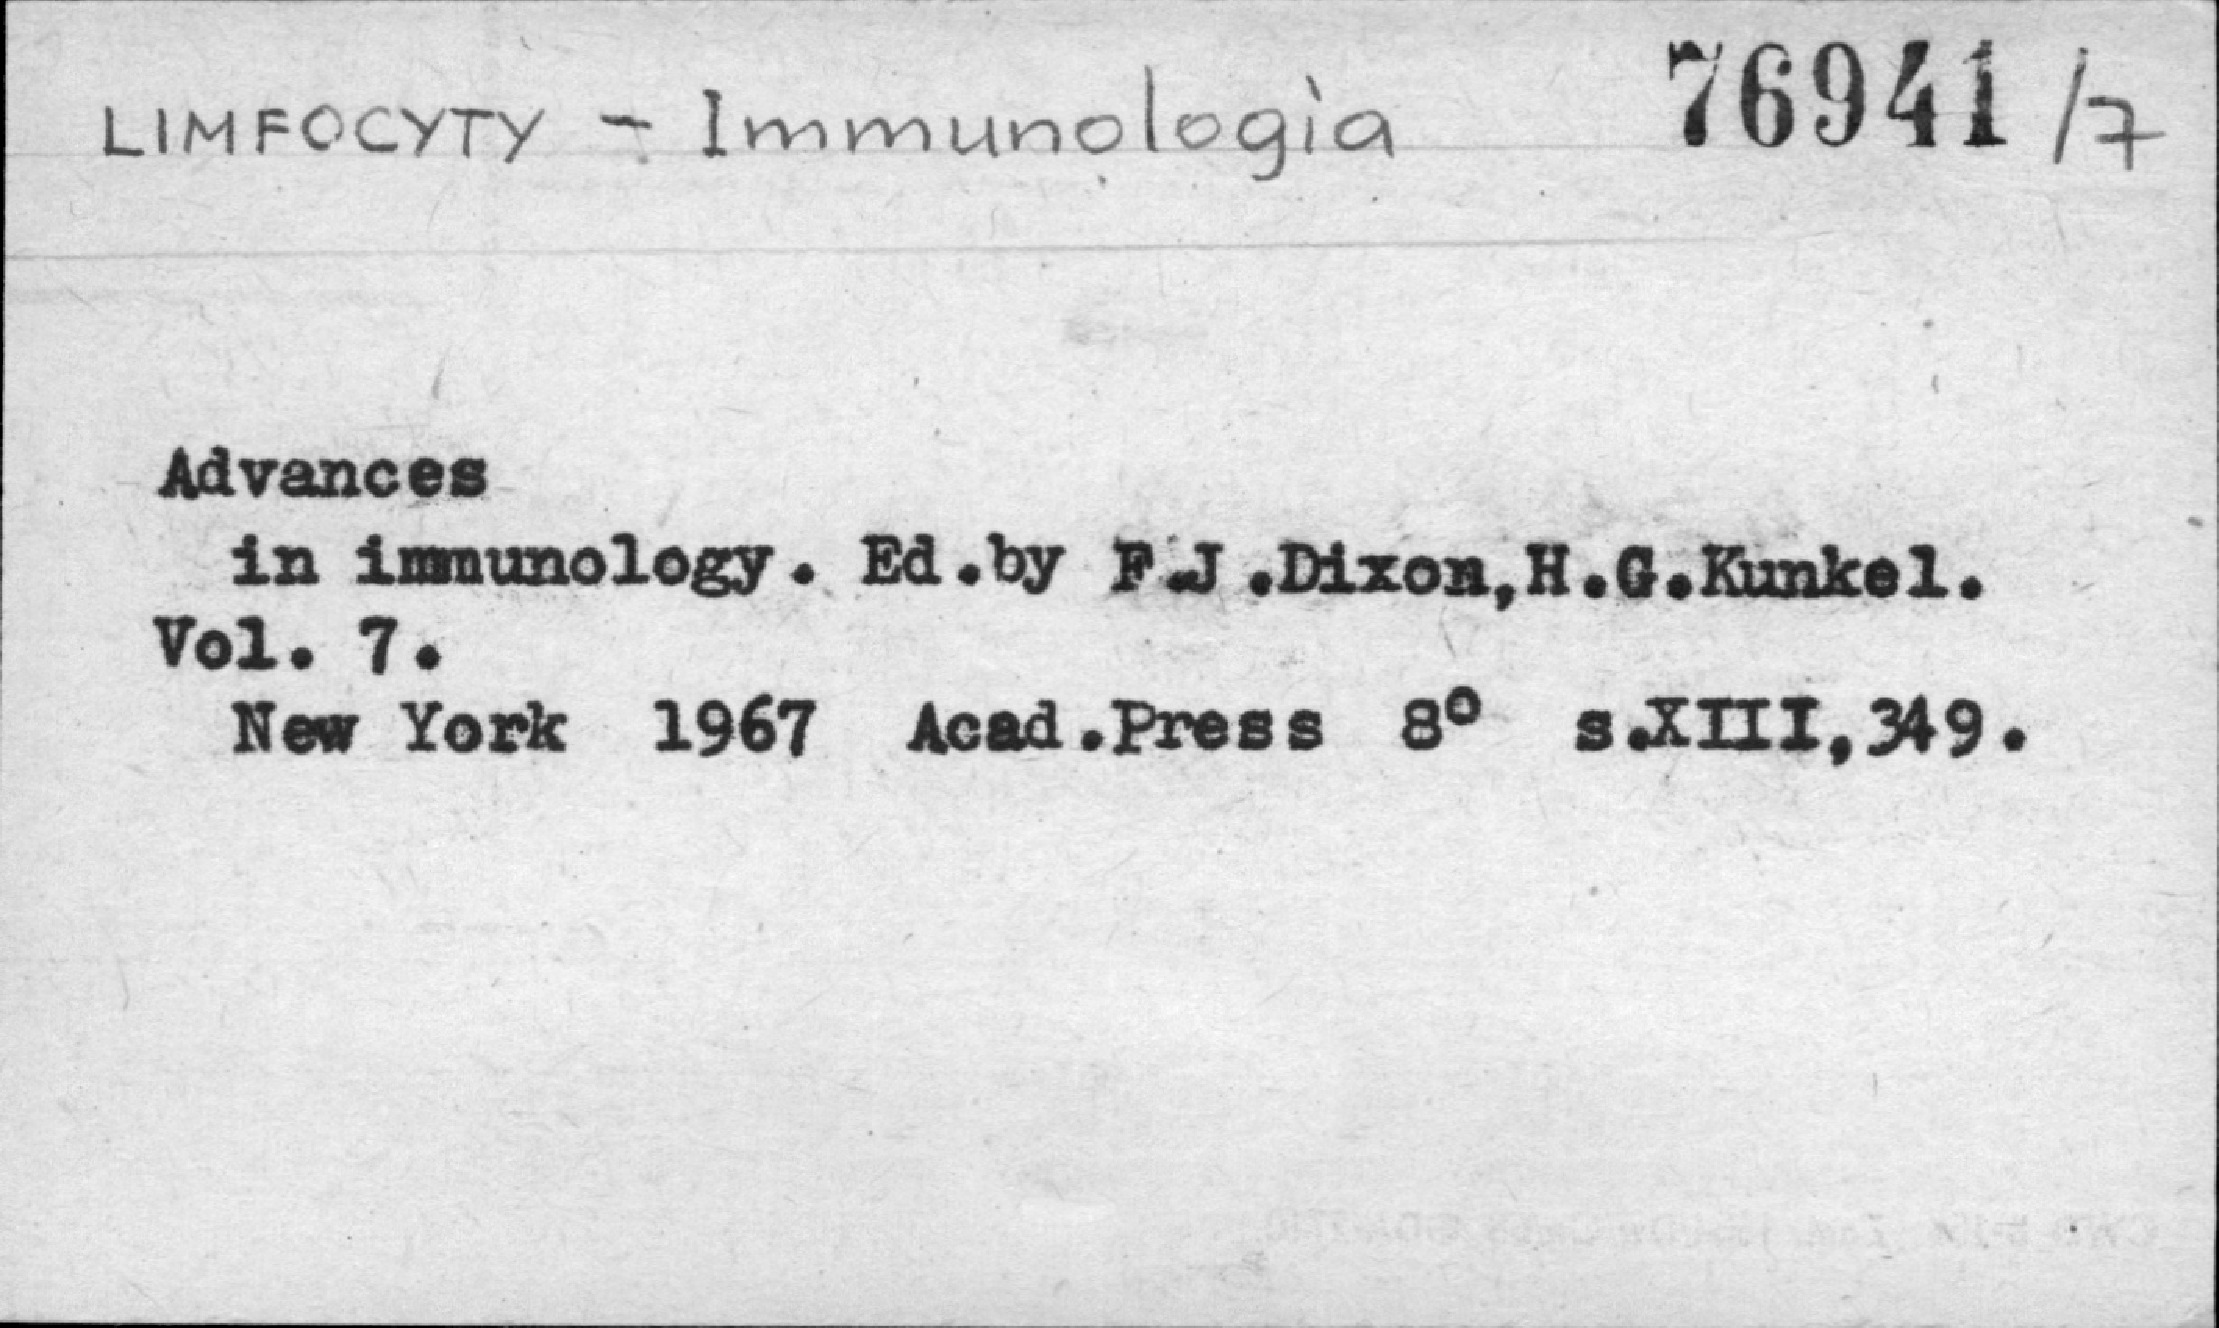 LIMFOCYTY - Immunologia 76941/7
Advances
in immunology. Ed.by F.J.Dixon,H.G.Kunkel.
Vol. 7.
New York 1967 Acad.Press 8° s.XIII,349.